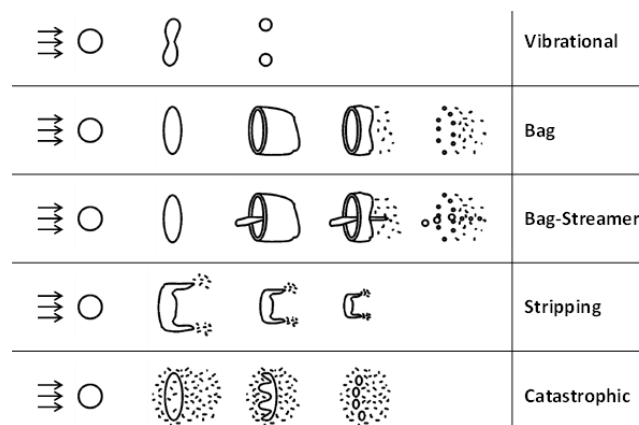 Vibrational
Bag
Bag-Streamer
Stripping
Catastrophic